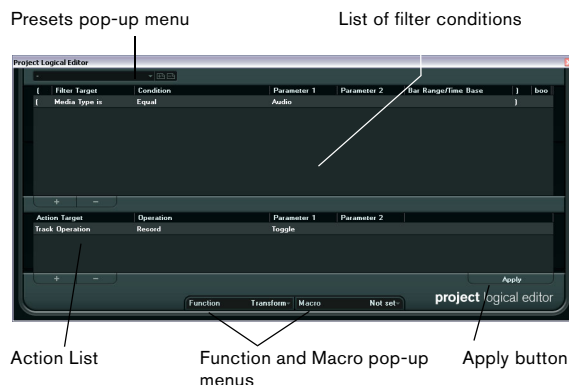 Presets pop-up menu
List of filter conditions
Project Logical Editor
( Filter Target Condition Parameter 1 Parameter 2 Bar Range/Time Base ) boo
( Media Type is Equal Audio )
+ −
Action Target Operation Parameter 1 Parameter 2
Track Operation Record Toggle
+ − Apply
Function Transform Macro Not set
project logical editor
Action List
Function and Macro pop-up menus
Apply button